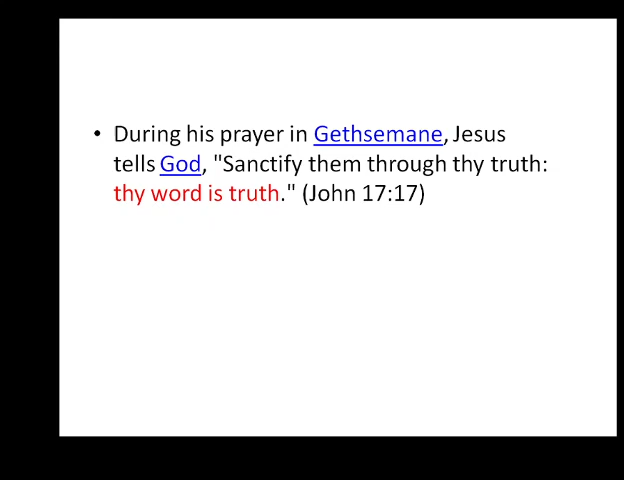 • During his prayer in Gethsemane, Jesus
tells God, "Sanctify them through thy truth:
thy word is truth." (John 17:17)